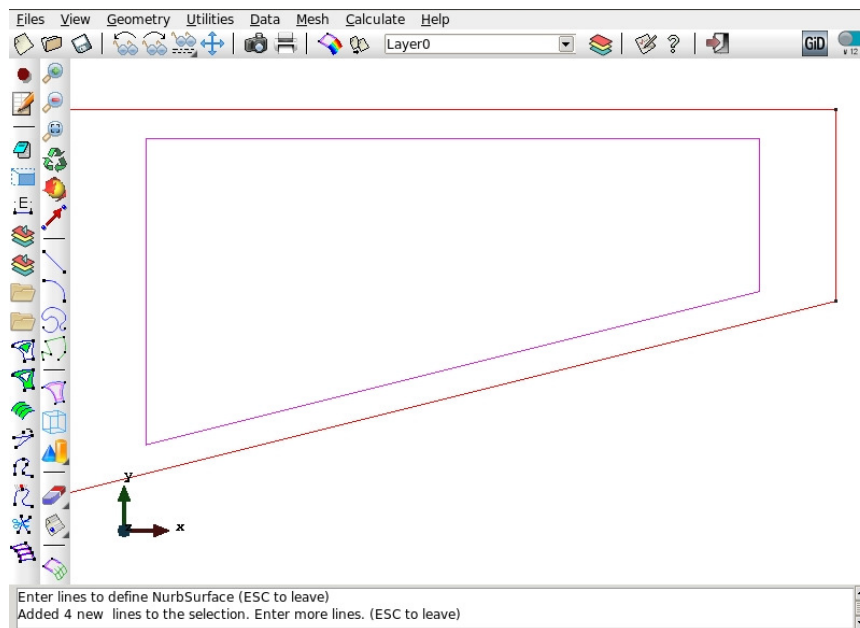 Files View Geometry Utilities Data Mesh Calculate Help
Layer0
GiD
v 12
E
y
x
Enter lines to define NurbSurface (ESC to leave)
Added 4 new lines to the selection. Enter more lines. (ESC to leave)